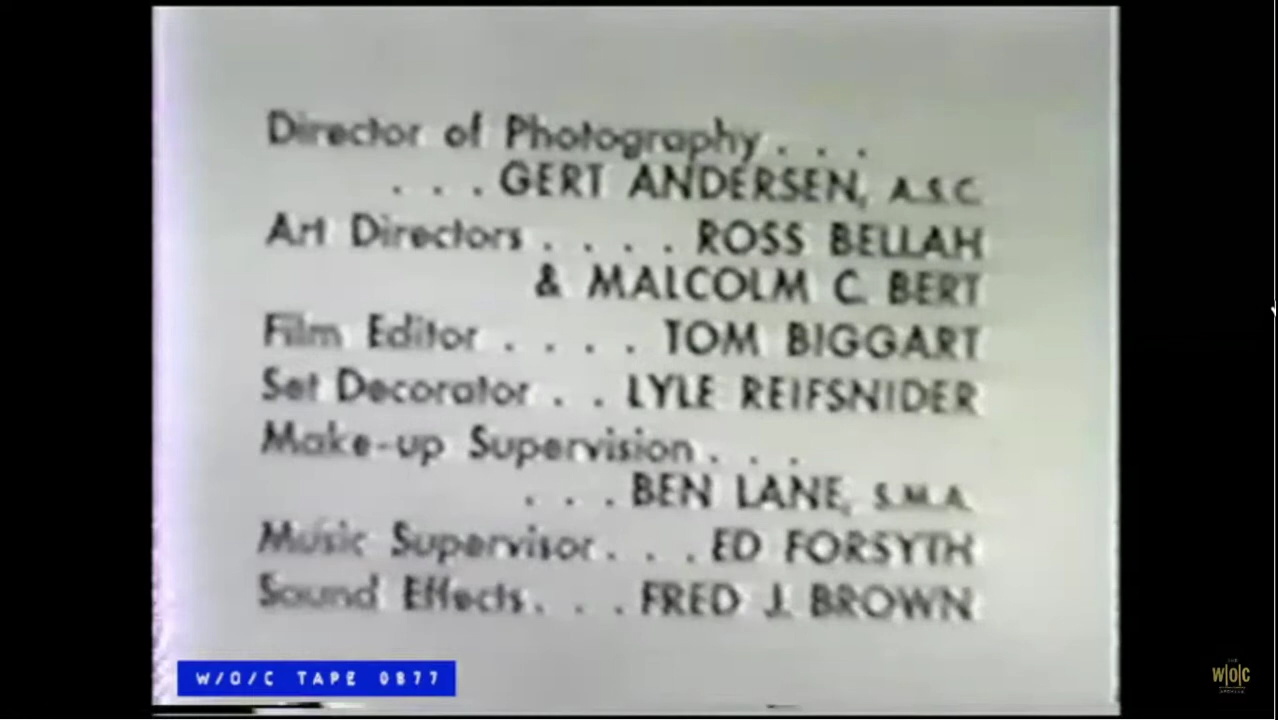 Director of Photography . . .
. . . GERT ANDERSEN, A.S.C.
Art Directors . . . . ROSS BELLAH
& MALCOLM C. BERT
Film Editor . . . . TOM BIGGART
Set Decorator . . LYLE REIFSNIDER
Make-up Supervision . . .
. . . BEN LANE, S.M.A.
Music Supervisor . . . ED FORSYTH
Sound Effects . . . FRED J. BROWN
W/O/C TAPE 0877
w|o|c